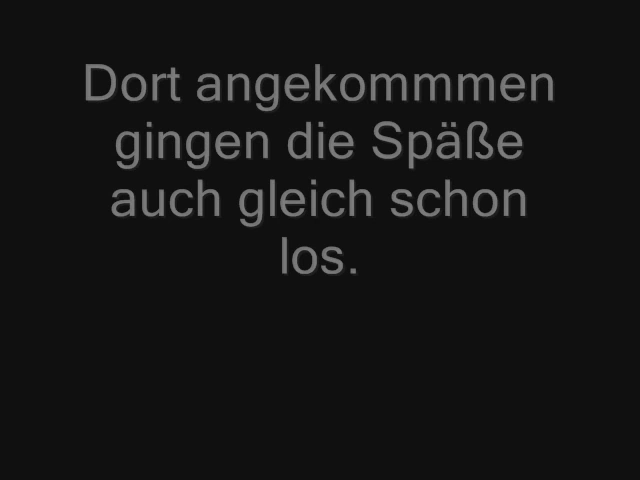 Dort angekommmen
gingen die Späße
auch gleich schon
los.